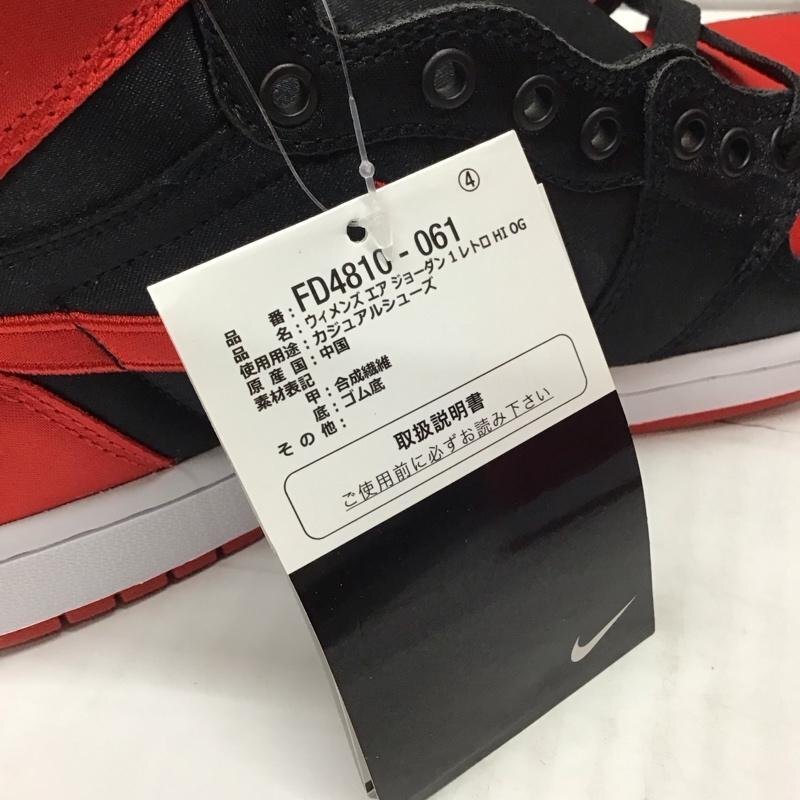 ④
品番:FD4810-061
品名:ウィメンズ エア ジョーダン 1 レトロ HI OG
使用用途:カジュアルシューズ
原産国:中国
素材表記
甲:合成繊維
底:ゴム底
その他:
取扱説明書
ご使用前に必ずお読み下さい